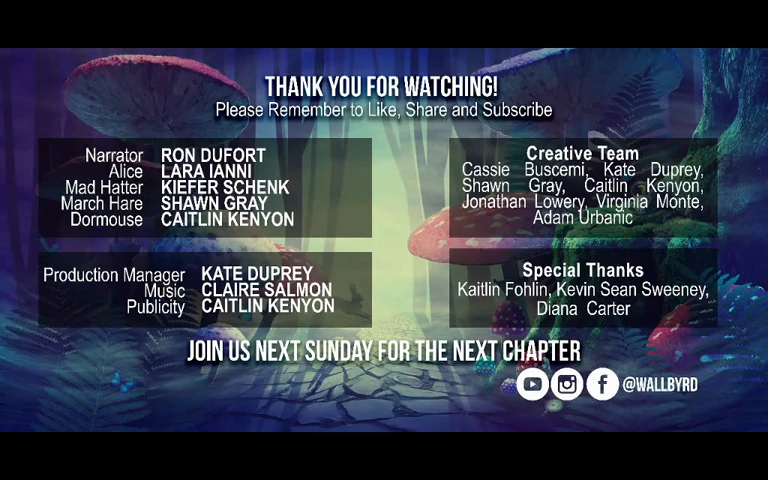 THANK YOU FOR WATCHING!
Please Remember to Like, Share and Subscribe
Narrator RON DUFORT
Alice LARA IANNI
Mad Hatter KIEFER SCHENK
March Hare SHAWN GRAY
Dormouse CAITLIN KENYON
Production Manager KATE DUPREY
Music CLAIRE SALMON
Publicity CAITLIN KENYON
Creative Team
Cassie Buscemi, Kate Duprey,
Shawn Gray, Caitlin Kenyon,
Jonathan Lowery, Virginia Monte,
Adam Urbanic
Special Thanks
Kaitlin Fohlin, Kevin Sean Sweeney,
Diana Carter
JOIN US NEXT SUNDAY FOR THE NEXT CHAPTER
@WALLBYRD